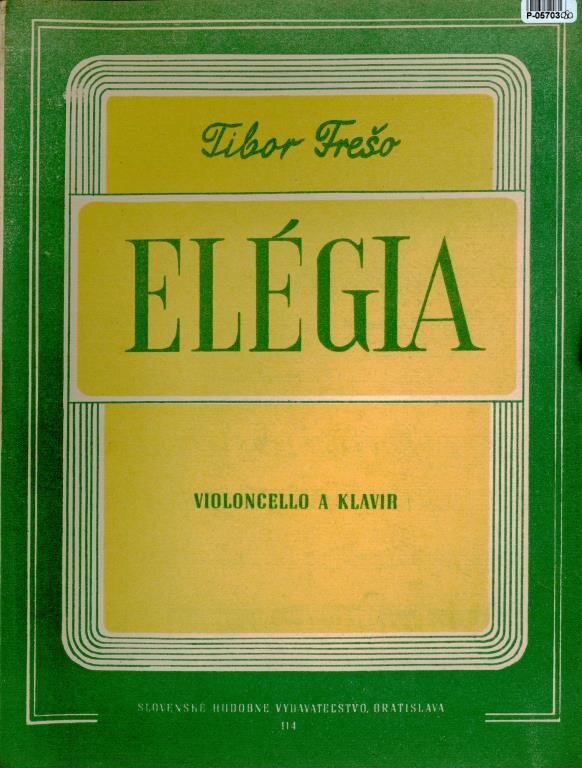 P-05703
Tibor Frešo
ELÉGIA
VIOLONCELLO A KLAVIR
SLOVENSKÉ HUDOBNÉ VYDAVATEĽSTVO, BRATISLAVA
114